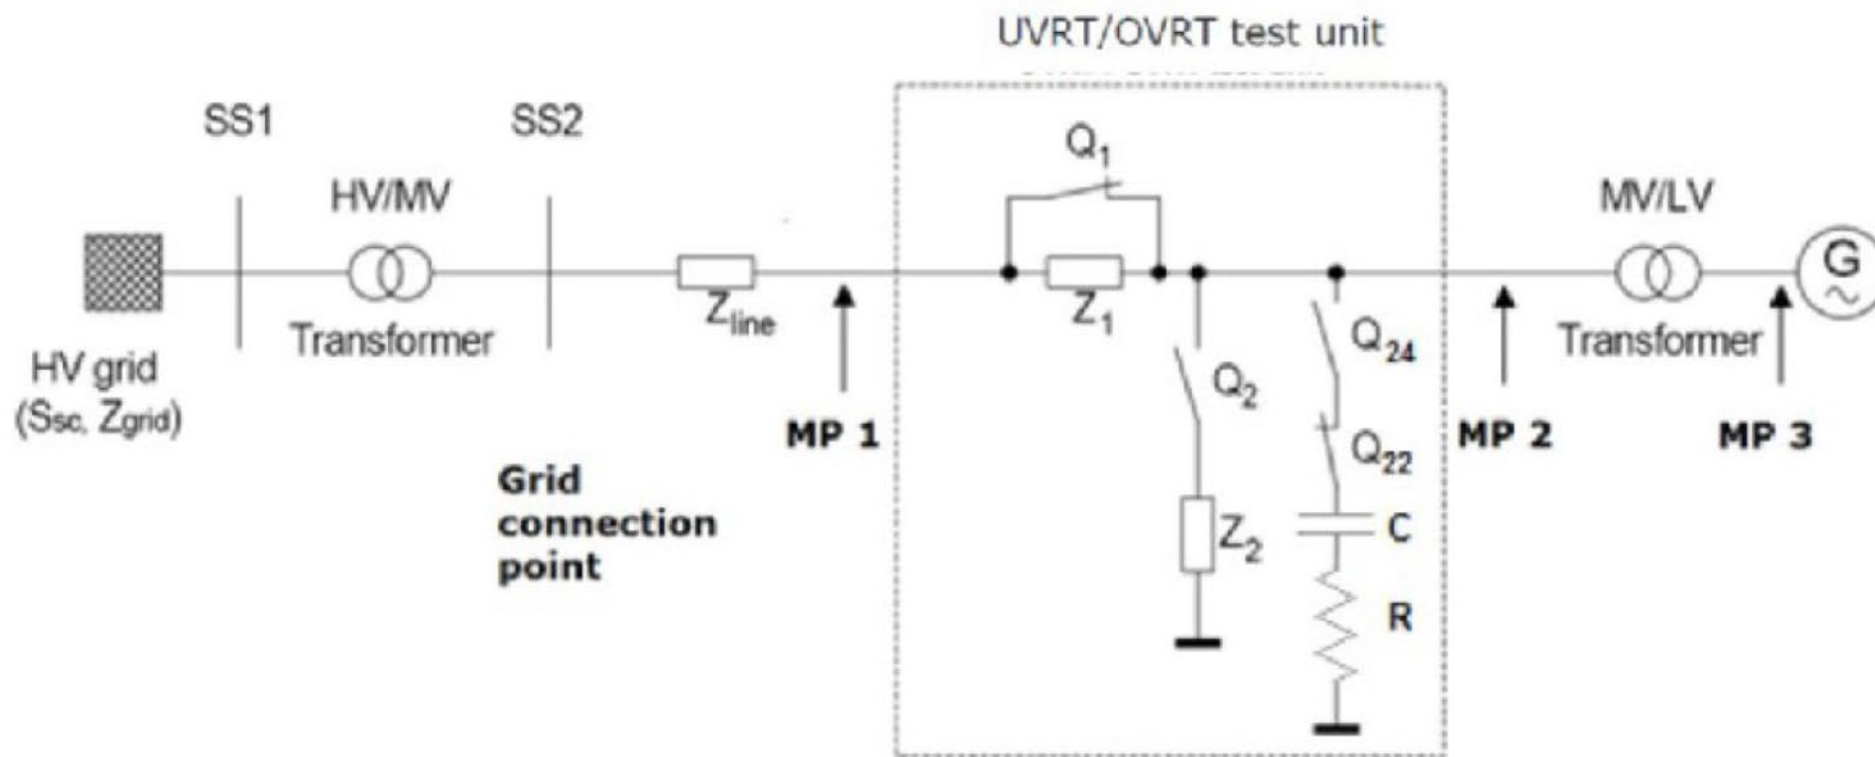 UVRT/OVRT test unit
SS1
SS2
HV/MV
Transformer
HV grid
(Ssc, Zgrid)
Grid
connection
point
Zline
MP 1
Q1
Z1
Q2
Z2
Q24
Q22
C
R
MP 2
MV/LV
Transformer
MP 3
G